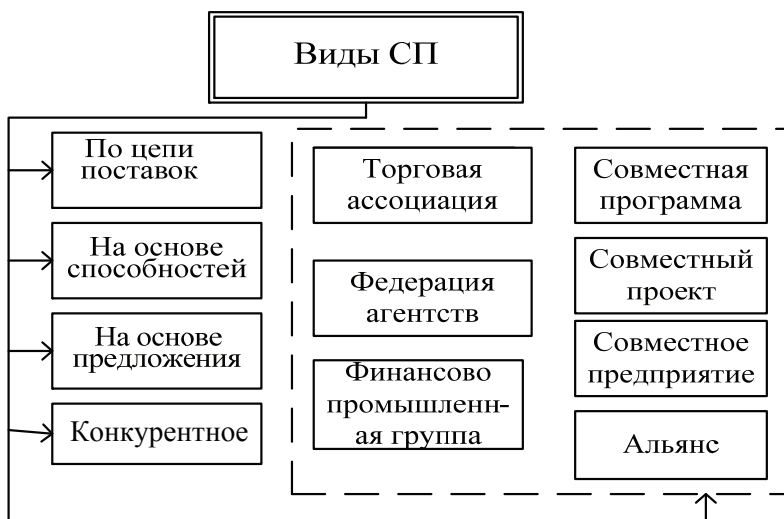 Виды СП
По цепи
поставок
На основе
способностей
На основе
предложения
Конкурентное
Торговая
ассоциация
Федерация
агентств
Финансово
промышленн-
ая группа
Совместная
программа
Совместный
проект
Совместное
предприятие
Альянс